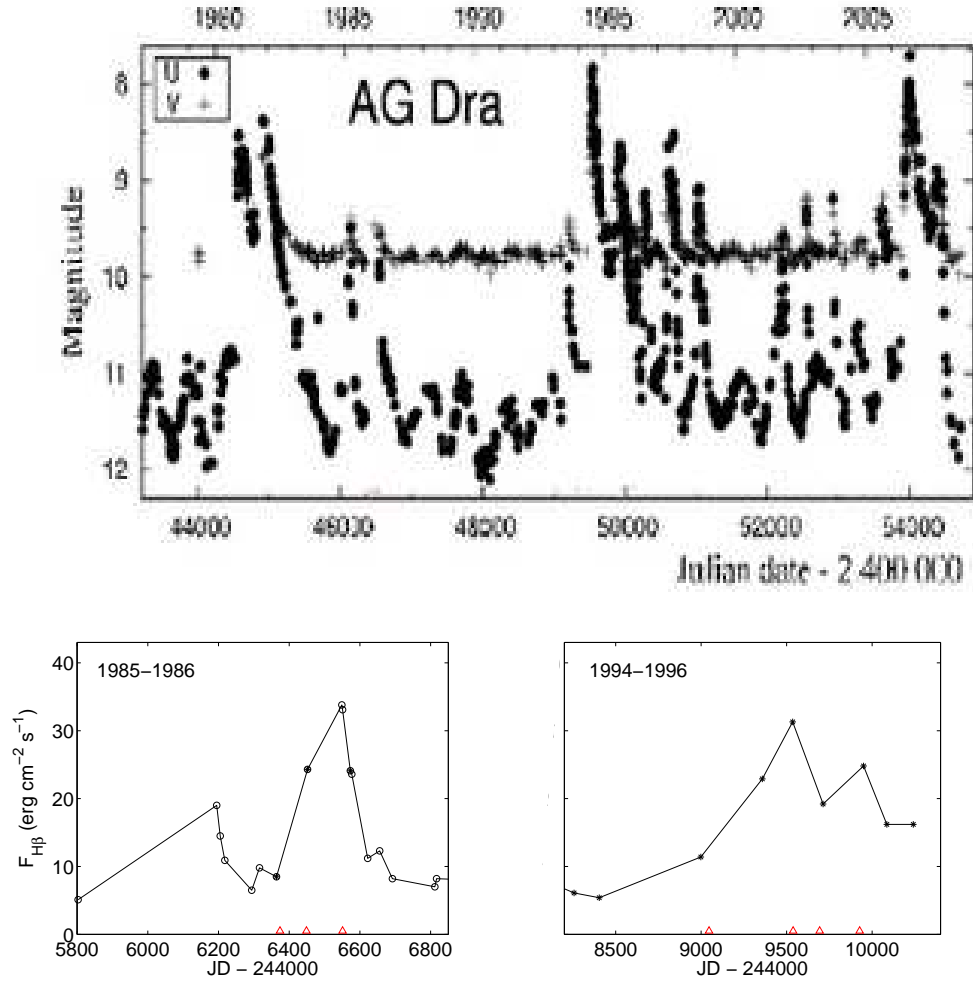 1980 1985 1990 1995 2000 2005
U
V
AG Dra
8
9
10
11
12
Magnitude
44000 46000 48000 50000 52000 54000
Julian date - 2 400 000
1985−1986
40
30
20
10
0
F Hβ (erg cm−2 s−1)
5800 6000 6200 6400 6600 6800
JD − 244000
1994−1996
8500 9000 9500 10000
JD − 244000